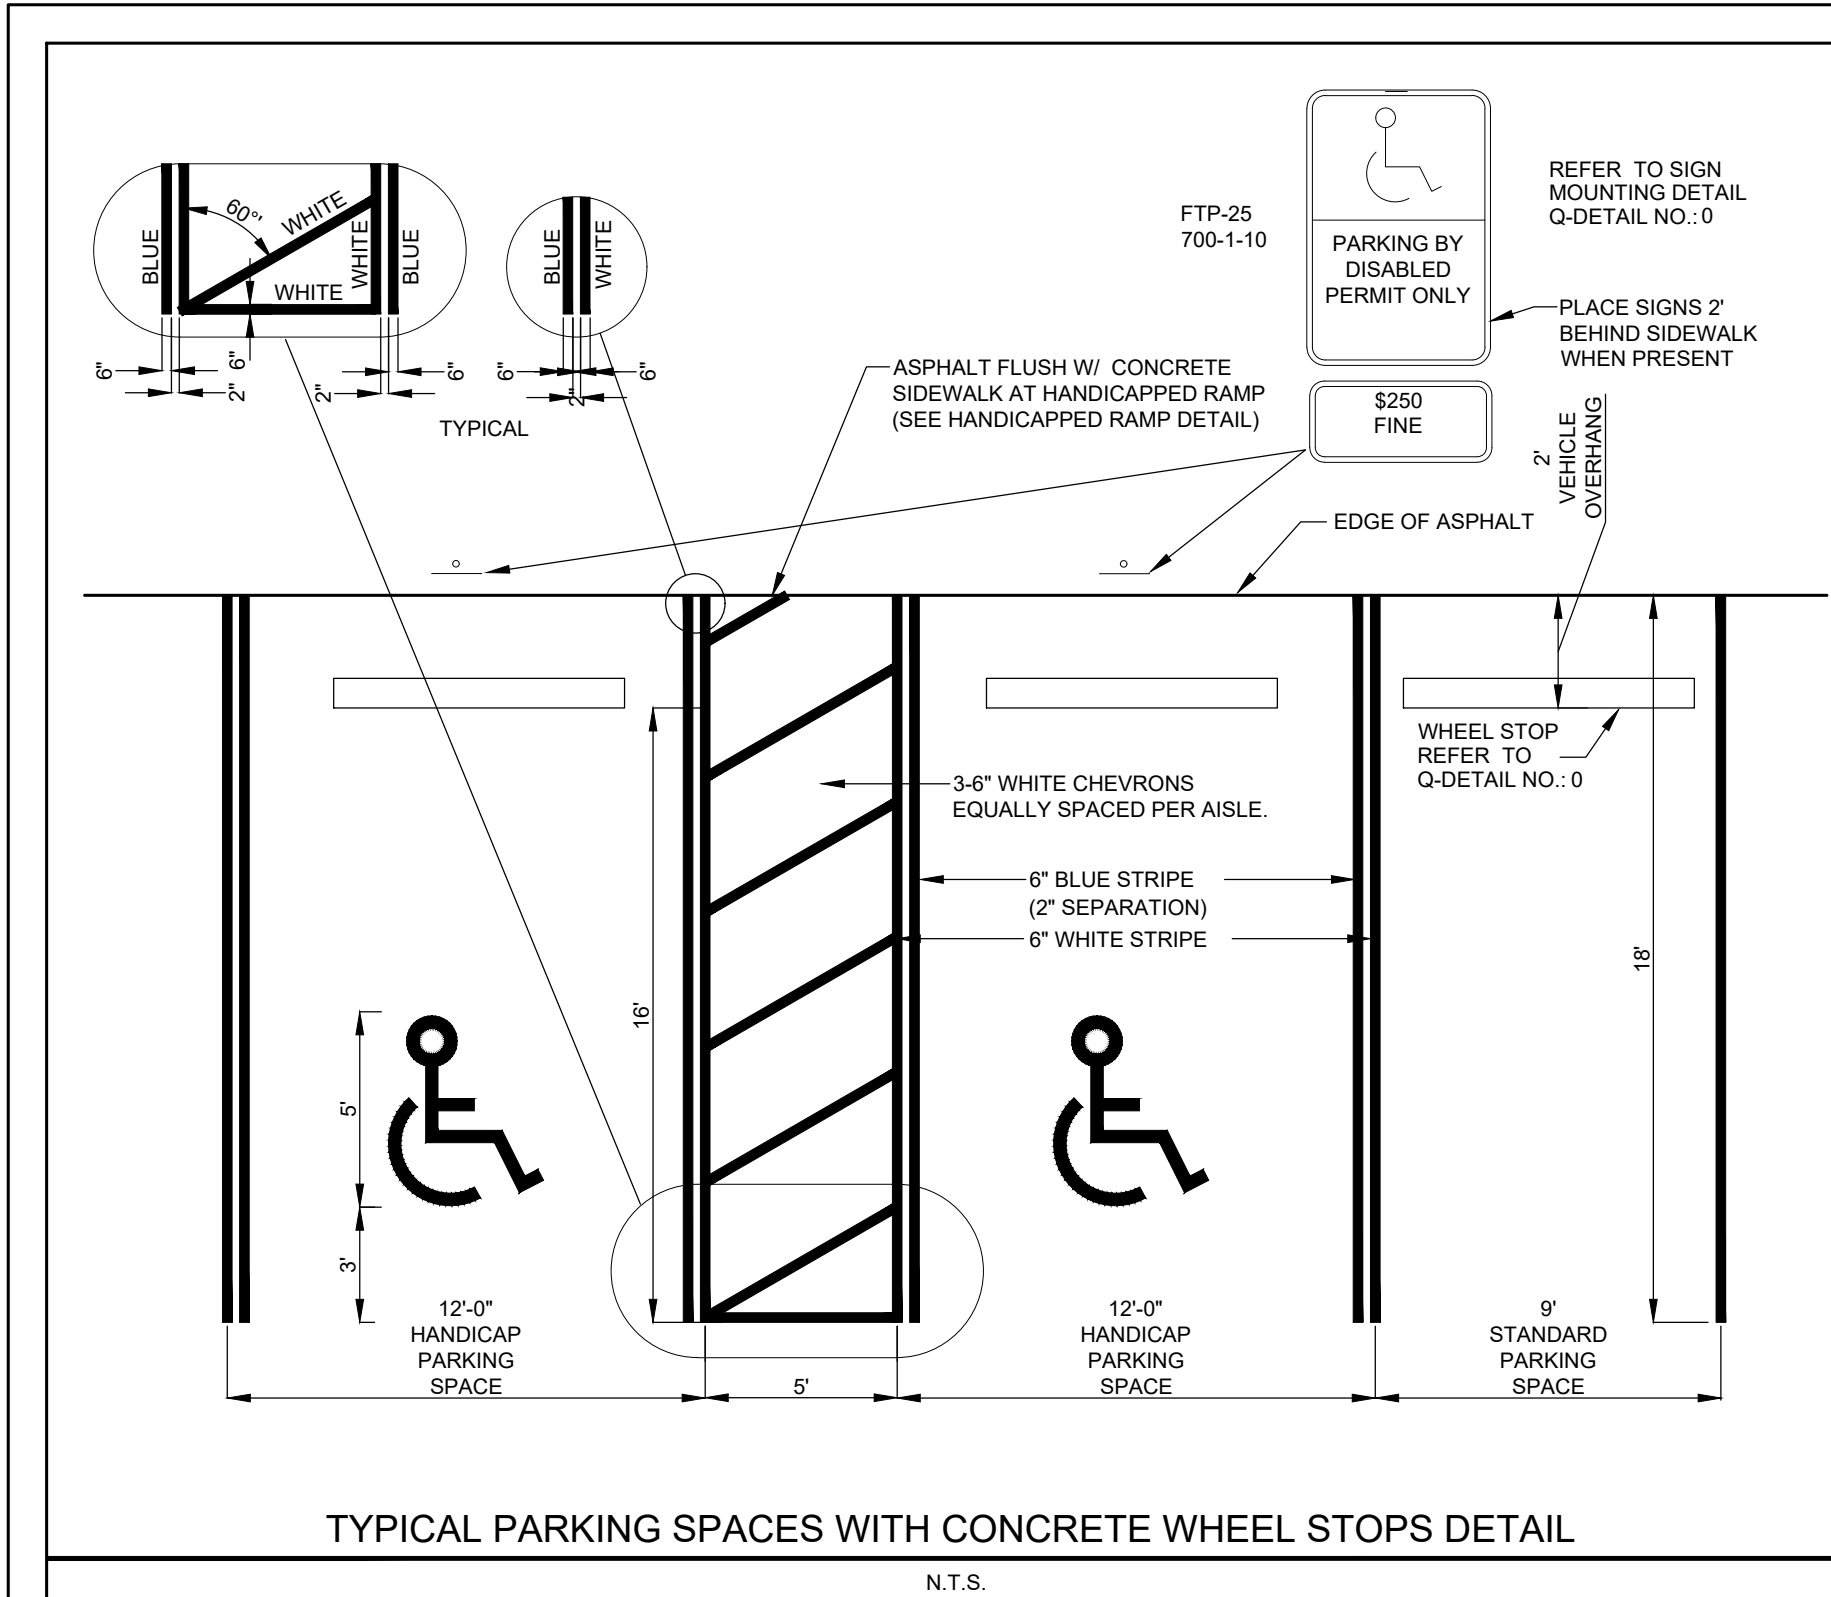 BLUE
60°'
WHITE
WHITE
WHITE
BLUE
6"
2"
6"
2"
6"
BLUE
WHITE
6"
2"
6"
TYPICAL
ASPHALT FLUSH W/ CONCRETE
SIDEWALK AT HANDICAPPED RAMP
(SEE HANDICAPPED RAMP DETAIL)
FTP-25
700-1-10
PARKING BY
DISABLED
PERMIT ONLY
$250
FINE
REFER TO SIGN
MOUNTING DETAIL
Q-DETAIL NO.: 0
PLACE SIGNS 2'
BEHIND SIDEWALK
WHEN PRESENT
2'
VEHICLE
OVERHANG
EDGE OF ASPHALT
WHEEL STOP
REFER TO
Q-DETAIL NO.: 0
3-6" WHITE CHEVRONS
EQUALLY SPACED PER AISLE.
6" BLUE STRIPE
(2" SEPARATION)
6" WHITE STRIPE
18'
16'
5'
3'
12'-0"
HANDICAP
PARKING
SPACE
5'
12'-0"
HANDICAP
PARKING
SPACE
9'
STANDARD
PARKING
SPACE
TYPICAL PARKING SPACES WITH CONCRETE WHEEL STOPS DETAIL
N.T.S.